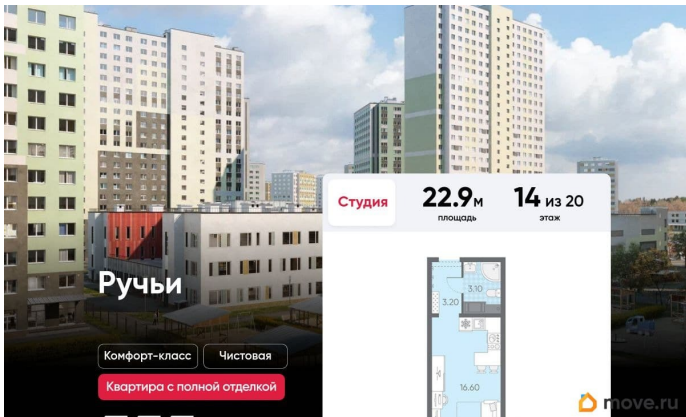 Студия
22.9м
площадь
14 из 20
этаж
Ручьи
3.10
3.20
16.60
Комфорт-класс
Чистовая
Квартира с полной отделкой
move.ru